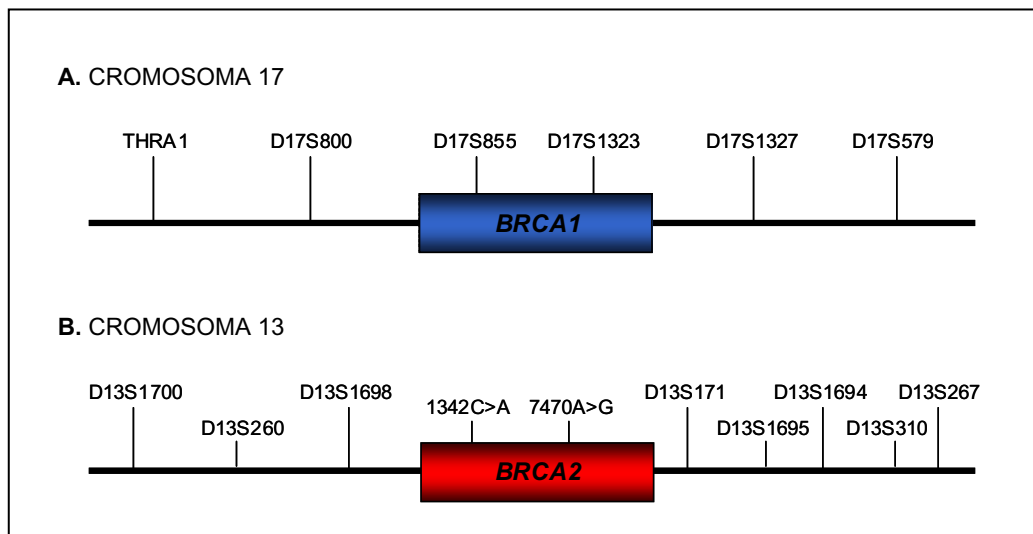 A. CROMOSOMA 17
THRA1 D17S800 D17S855 D17S1323 D17S1327 D17S579
BRCA1
B. CROMOSOMA 13
D13S1700 D13S1698 D13S171 D13S1694 D13S267
D13S260 1342C>A 7470A>G D13S1695 D13S310
BRCA2